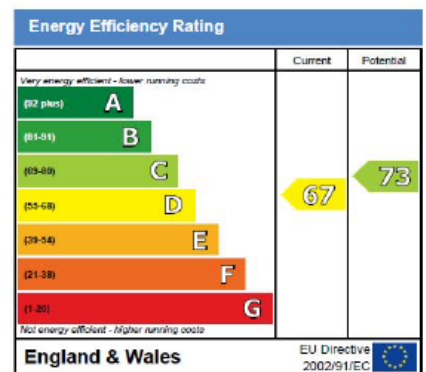 Energy Efficiency Rating
Current Potential
Very energy efficient - lower running costs
(92 plus) A
(81-91) B
(69-80) C
73
(55-68) D
67
(39-54) E
(21-38) F
(1-20) G
Not energy efficient - higher running costs
England & Wales
EU Directive
2002/91/EC